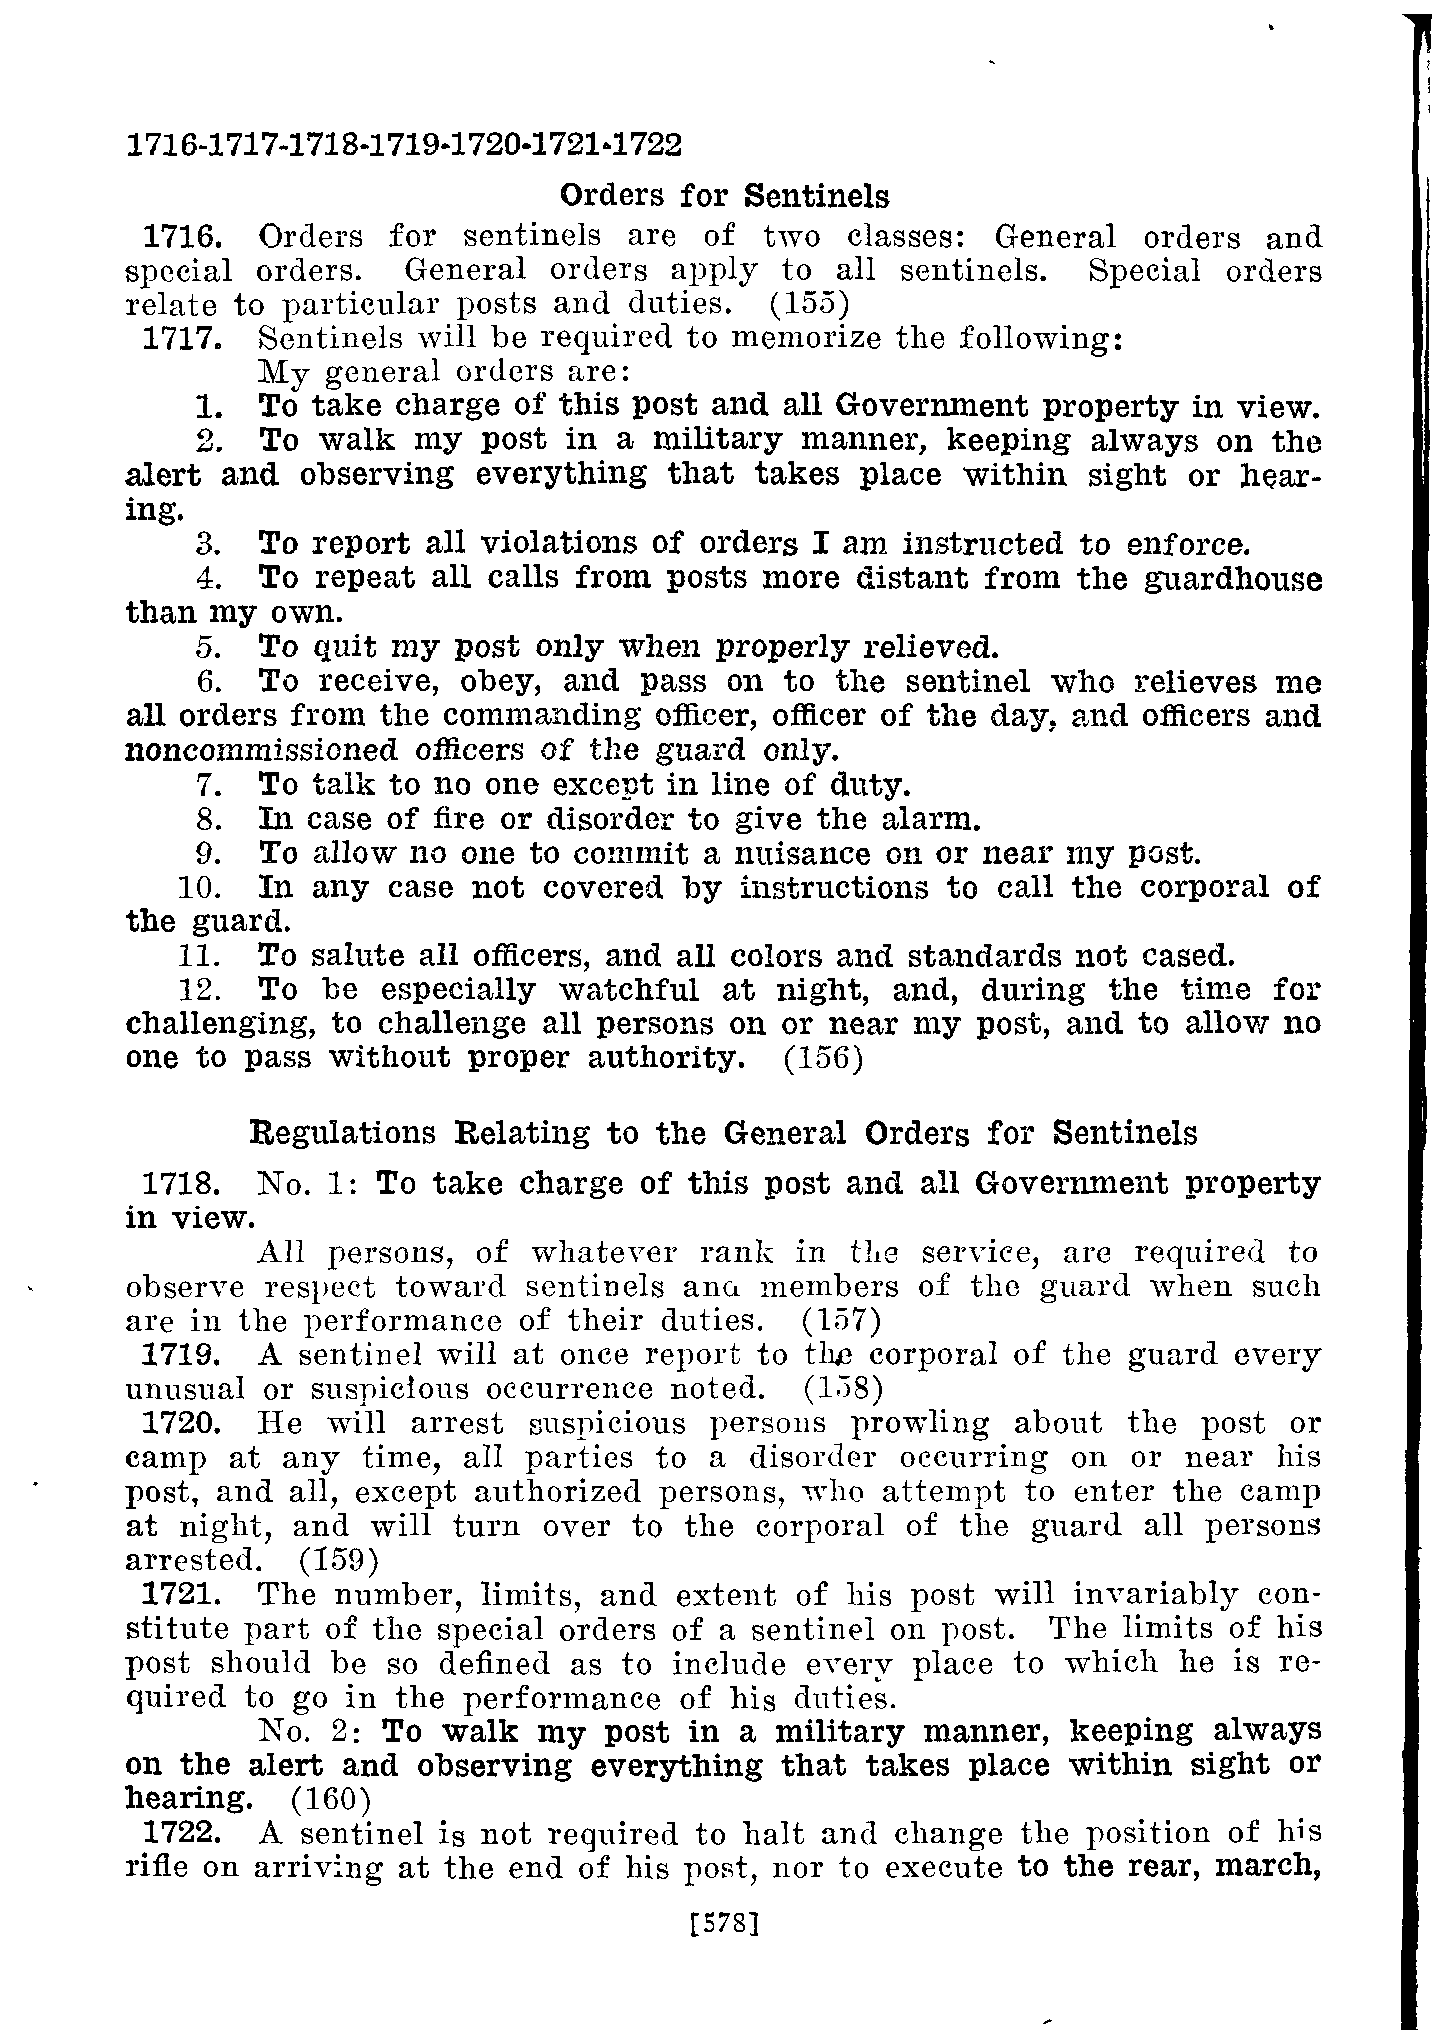 1716-1717-1718-1719-1720-1721-1722
Orders for Sentinels
1716. Orders for sentinels are of two classes: General orders and
special orders. General orders apply to all sentinels. Special orders
relate to particular posts and duties. (155)
1717. Sentinels will be required to memorize the following:
My general orders are:
1. To take charge of this post and all Government property in view.
2. To walk my post in a military manner, keeping always on the
alert and observing everything that takes place within sight or hear-
ing.
3. To report all violations of orders I am instructed to enforce.
4. To repeat all calls from posts more distant from the guardhouse
than my own.
5. To quit my post only when properly relieved.
6. To receive, obey, and pass on to the sentinel who relieves me
all orders from the commanding officer, officer of the day, and officers and
noncommissioned officers of the guard only.
7. To talk to no one except in line of duty.
8. In case of fire or disorder to give the alarm.
9. To allow no one to commit a nuisance on or near my post.
10. In any case not covered by instructions to call the corporal of
the guard.
11. To salute all officers, and all colors and standards not cased.
12. To be especially watchful at night, and, during the time for
challenging, to challenge all persons on or near my post, and to allow no
one to pass without proper authority. (156)
Regulations Relating to the General Orders for Sentinels
1718. No. 1: To take charge of this post and all Government property
in view.
All persons, of whatever rank in the service, are required to
observe respect toward sentinels and members of the guard when such
are in the performance of their duties. (157)
1719. A sentinel will at once report to the corporal of the guard every
unusual or suspicious occurrence noted. (158)
1720. He will arrest suspicious persons prowling about the post or
camp at any time, all parties to a disorder occurring on or near his
post, and all, except authorized persons, who attempt to enter the camp
at night, and will turn over to the corporal of the guard all persons
arrested. (159)
1721. The number, limits, and extent of his post will invariably con-
stitute part of the special orders of a sentinel on post. The limits of his
post should be so defined as to include every place to which he is re-
quired to go in the performance of his duties.
No. 2: To walk my post in a military manner, keeping always
on the alert and observing everything that takes place within sight or
hearing. (160)
1722. A sentinel is not required to halt and change the position of his
rifle on arriving at the end of his post, nor to execute to the rear, march,
[578]